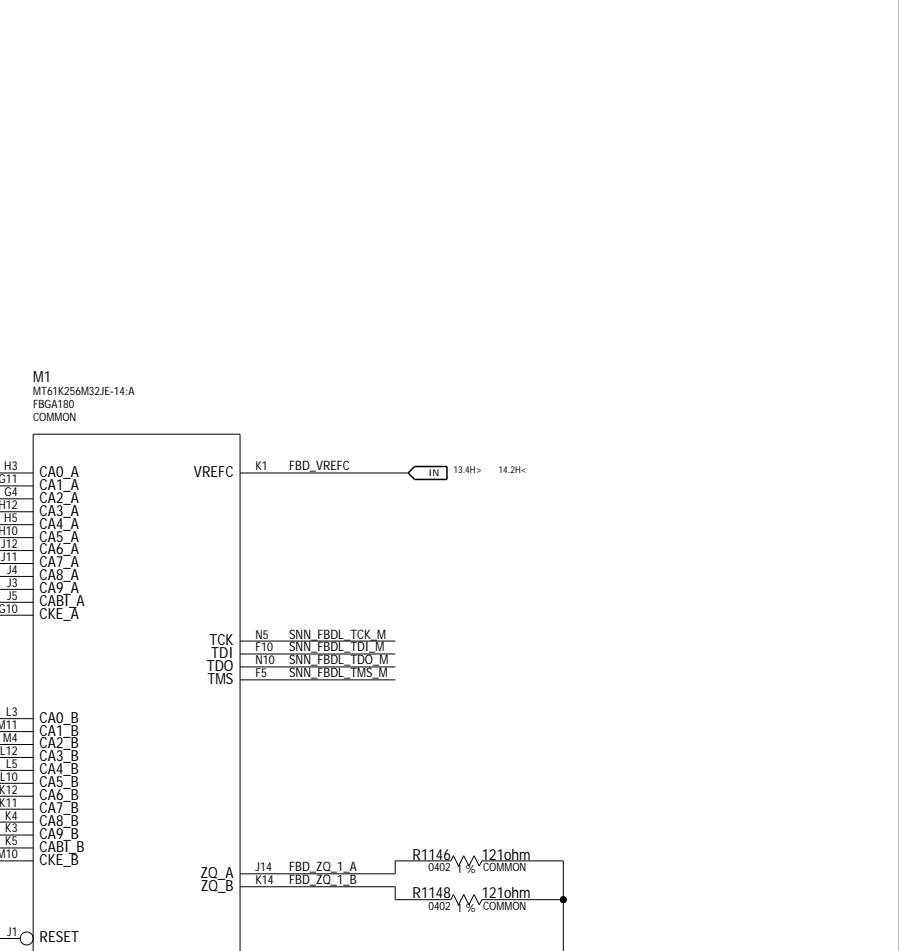 M1
MT61K256M32JE-14:A
FBGA180
COMMON
H3 CA0_A VREFC K1 FBD_VREFC IN 13.4H> 14.2H<
G11 CA1_A
G4 CA2_A
H12 CA3_A
H5 CA4_A
H10 CA5_A
J12 CA6_A
J11 CA7_A
J4 CA8_A
J3 CA9_A
J5 CABI_A
G10 CKE_A
TCK N5 SNN_FBDL_TCK_M
TDI F10 SNN_FBDL_TDI_M
TDO N10 SNN_FBDL_TDO_M
TMS F5 SNN_FBDL_TMS_M
L3 CA0_B
M11 CA1_B
M4 CA2_B
L12 CA3_B
L5 CA4_B
L10 CA5_B
K12 CA6_B
K11 CA7_B
K4 CA8_B
K3 CA9_B
K5 CABI_B
M10 CKE_B
R1146 121ohm
0402 1 % COMMON
ZQ_A J14 FBD_ZQ_1_A
ZQ_B K14 FBD_ZQ_1_B
R1148 121ohm
0402 1 % COMMON
J1 RESET